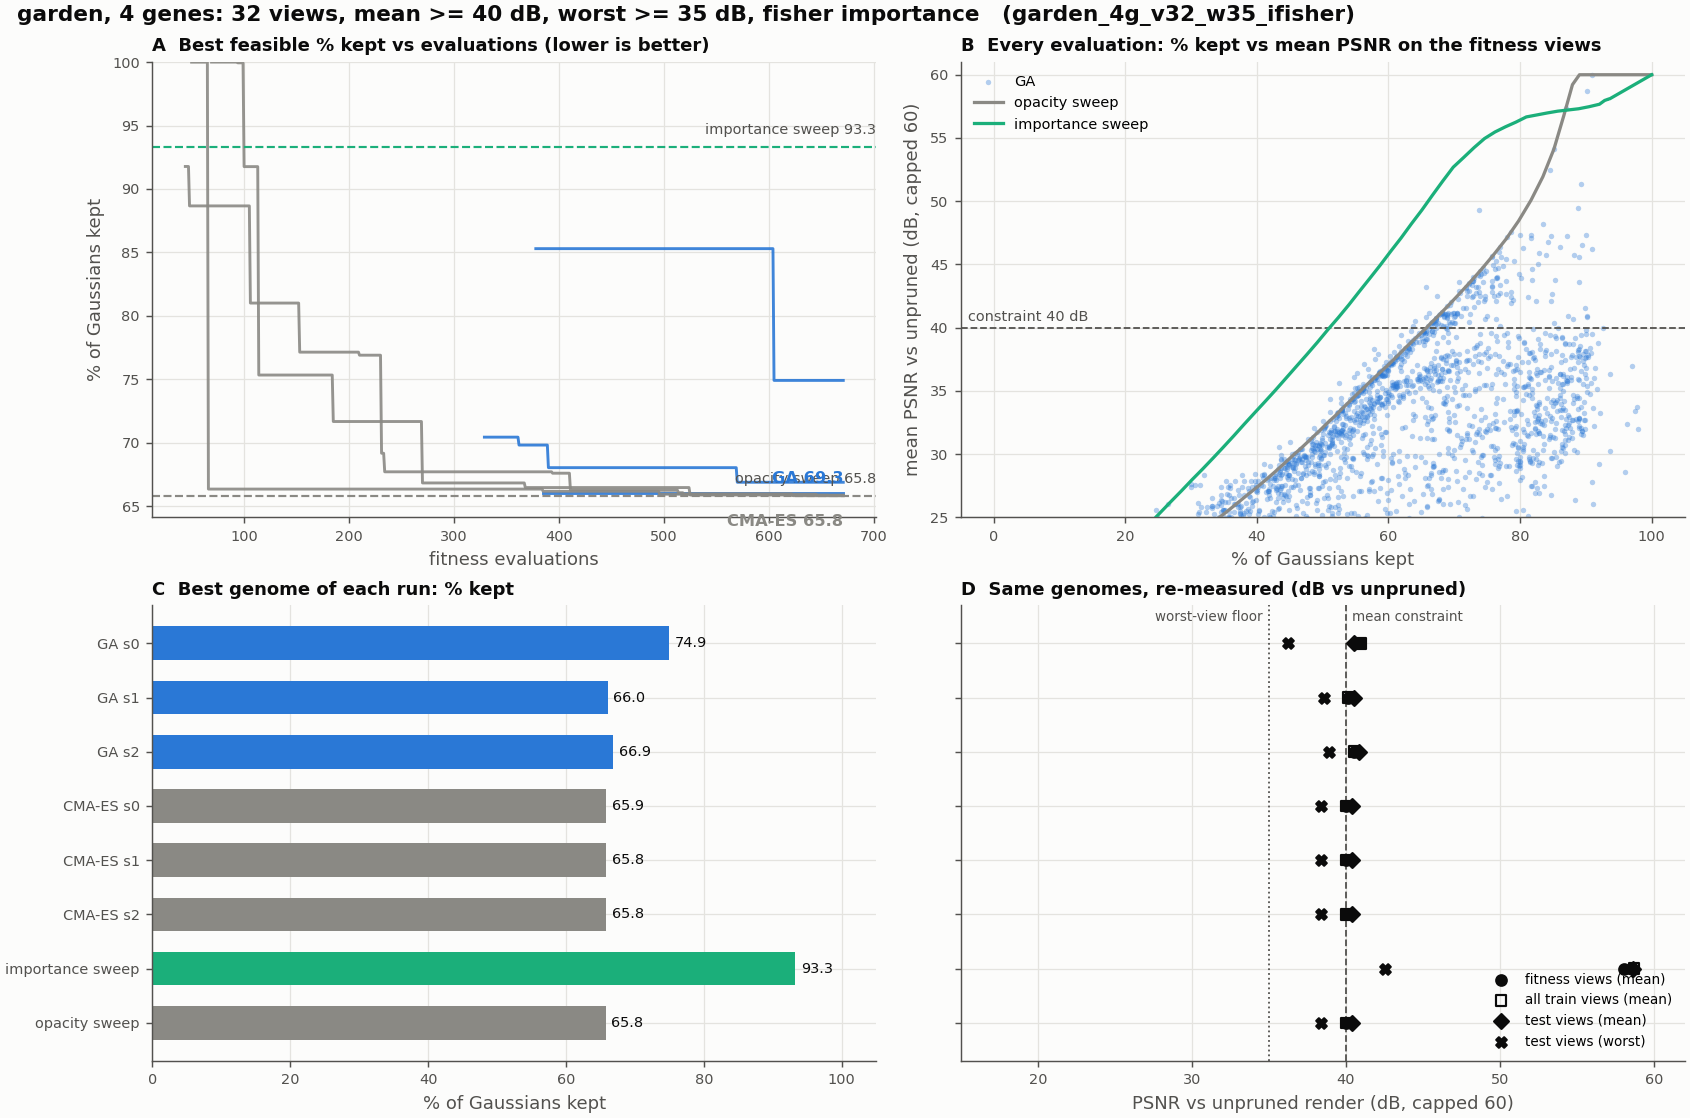 garden, 4 genes: 32 views, mean >= 40 dB, worst >= 35 dB, fisher importance   (garden_4g_v32_w35_ifisher)
A  Best feasible % kept vs evaluations (lower is better)
100
95
90
85
80
75
70
65
% of Gaussians kept
importance sweep 93.3
opacity sweep 65.8
GA 69.3
CMA-ES 65.8
100
200
300
400
500
600
700
fitness evaluations
B  Every evaluation: % kept vs mean PSNR on the fitness views
GA
opacity sweep
importance sweep
60
55
50
45
40
35
30
25
mean PSNR vs unpruned (dB, capped 60)
constraint 40 dB
0
20
40
60
80
100
% of Gaussians kept
C  Best genome of each run: % kept
GA s0
74.9
GA s1
66.0
GA s2
66.9
CMA-ES s0
65.9
CMA-ES s1
65.8
CMA-ES s2
65.8
importance sweep
93.3
opacity sweep
65.8
0
20
40
60
80
100
% of Gaussians kept
D  Same genomes, re-measured (dB vs unpruned)
worst-view floor
mean constraint
fitness views (mean)
all train views (mean)
test views (mean)
test views (worst)
20
30
40
50
60
PSNR vs unpruned render (dB, capped 60)